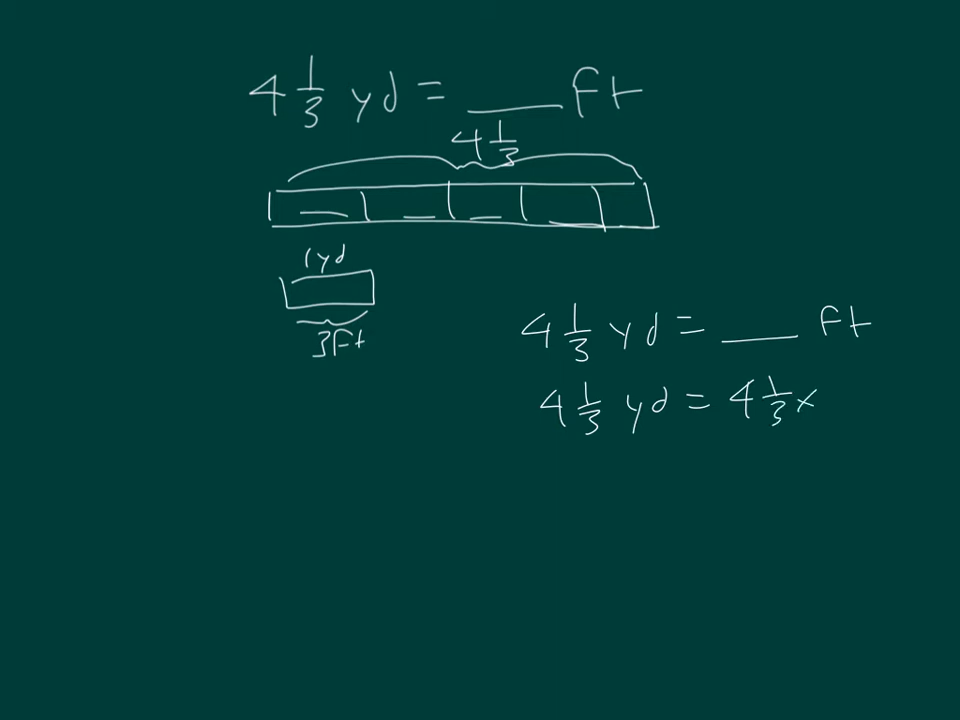 4 1/3 yd = ____ ft
4 1/3
1yd
3Ft
4 1/3 yd = ___ ft
4 1/3 yd = 4 1/3 x